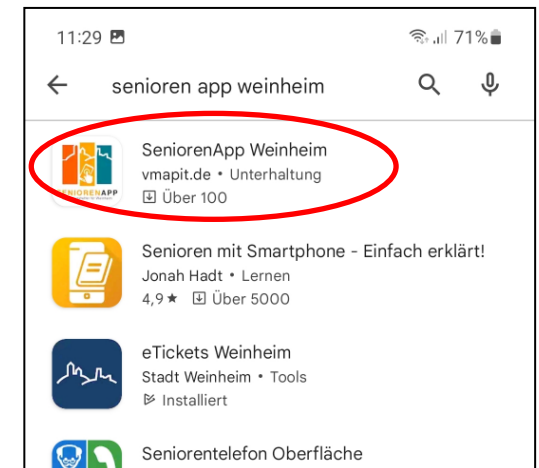 11:29 71%
senioren app weinheim
SeniorenApp Weinheim
vmapit.de • Unterhaltung
Über 100
SENIORENAPP
Senioren mit Smartphone - Einfach erklärt!
Jonah Hadt • Lernen
4,9★ Über 5000
eTickets Weinheim
Stadt Weinheim • Tools
Installiert
Seniorentelefon Oberfläche